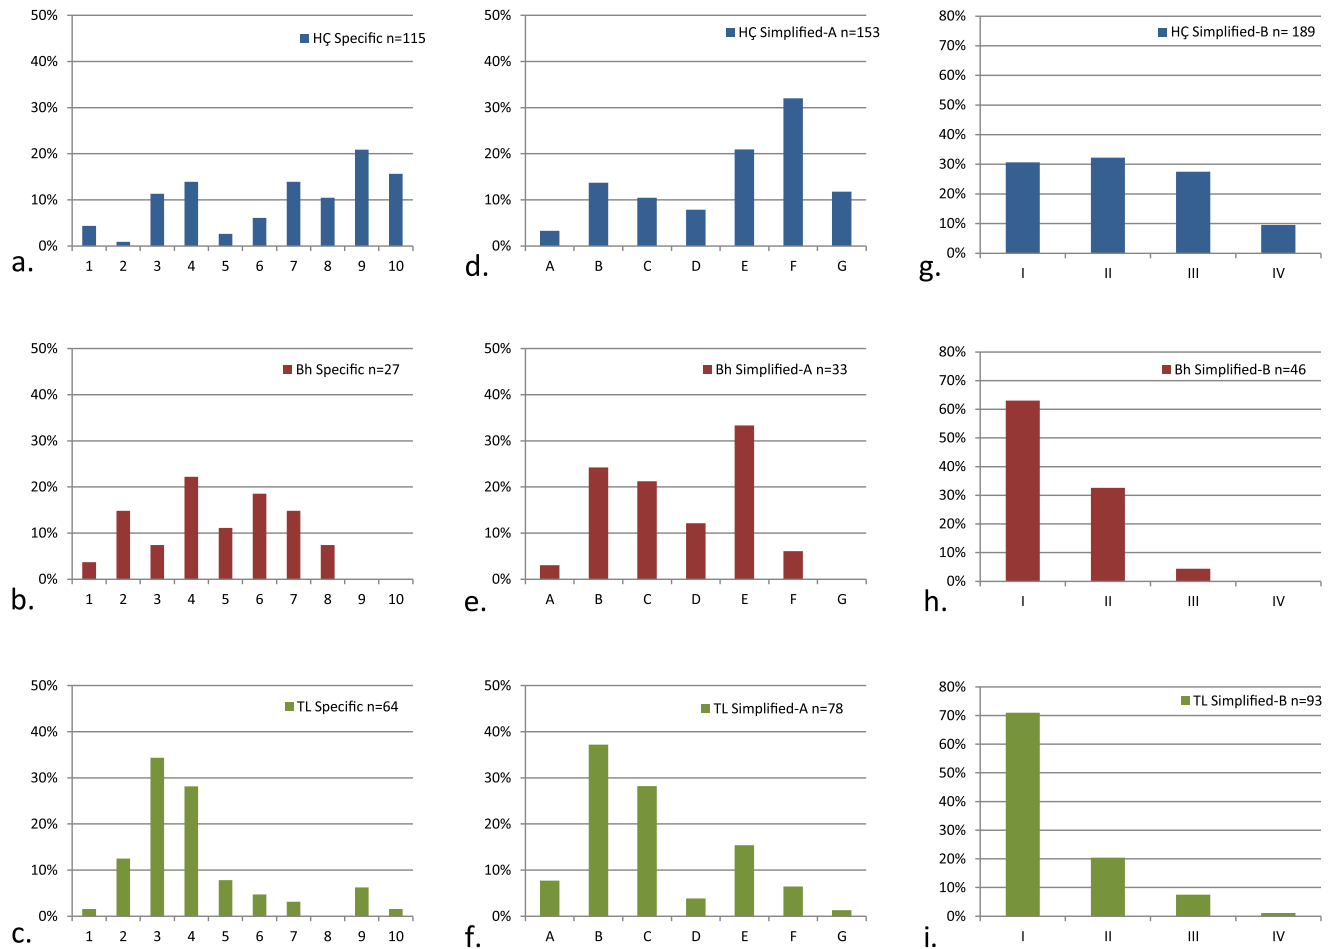 50%
HÇ Specific n=115
40%
30%
20%
10%
0%
1 2 3 4 5 6 7 8 9 10
a.
50%
HÇ Simplified-A n=153
40%
30%
20%
10%
0%
A B C D E F G
d.
80%
HÇ Simplified-B n= 189
70%
60%
50%
40%
30%
20%
10%
0%
I II III IV
g.
50%
Bh Specific n=27
40%
30%
20%
10%
0%
1 2 3 4 5 6 7 8 9 10
b.
50%
Bh Simplified-A n=33
40%
30%
20%
10%
0%
A B C D E F G
e.
80%
Bh Simplified-B n=46
70%
60%
50%
40%
30%
20%
10%
0%
I II III IV
h.
50%
TL Specific n=64
40%
30%
20%
10%
0%
1 2 3 4 5 6 7 8 9 10
c.
50%
TL Simplified-A n=78
40%
30%
20%
10%
0%
A B C D E F G
f.
80%
TL Simplified-B n=93
70%
60%
50%
40%
30%
20%
10%
0%
I II III IV
i.